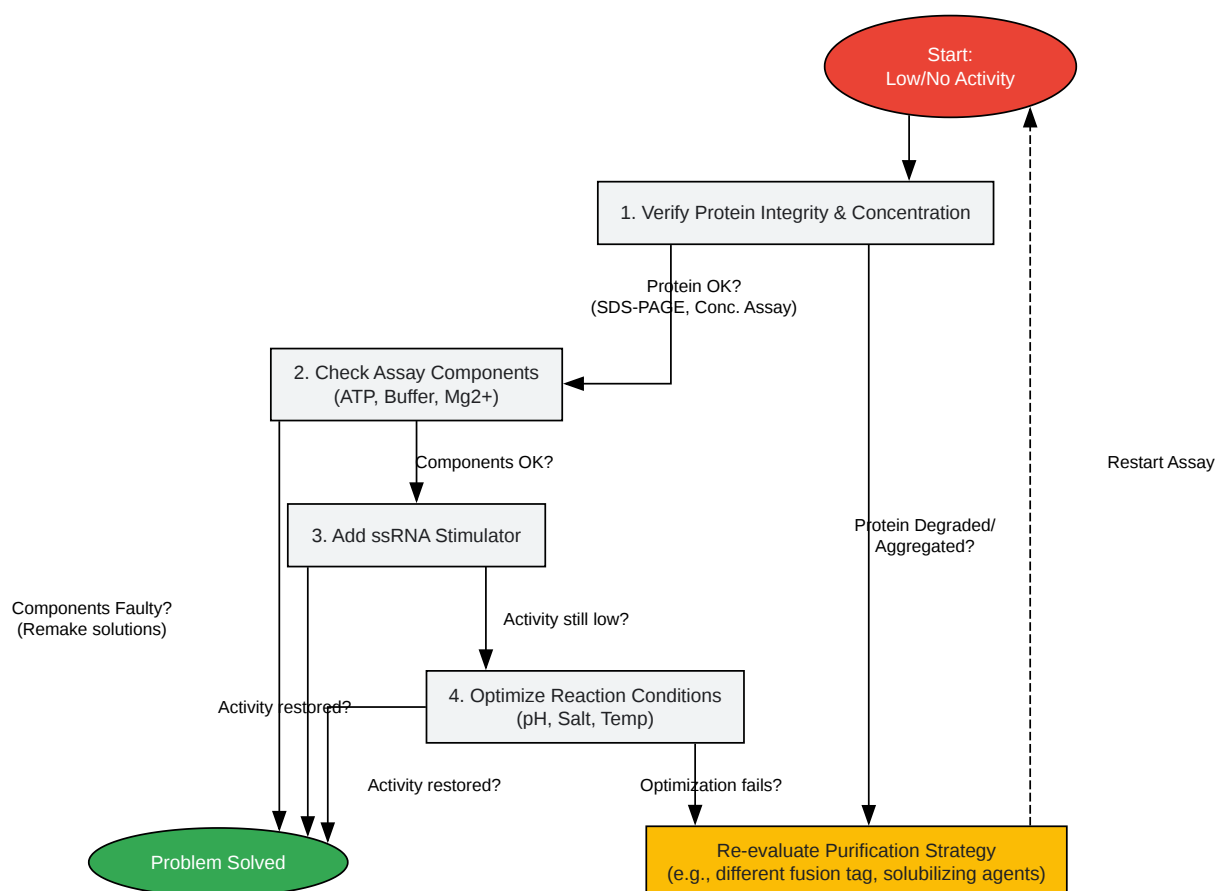 Start:
Low/No Activity
1. Verify Protein Integrity & Concentration
Protein OK?
(SDS-PAGE, Conc. Assay)
2. Check Assay Components
(ATP, Buffer, Mg2+)
Components OK?
Restart Assay
3. Add ssRNA Stimulator
Protein Degraded/
Aggregated?
Components Faulty?
(Remake solutions)
Activity still low?
4. Optimize Reaction Conditions
(pH, Salt, Temp)
Activity restored?
Activity restored?
Optimization fails?
Problem Solved
Re-evaluate Purification Strategy
(e.g., different fusion tag, solubilizing agents)